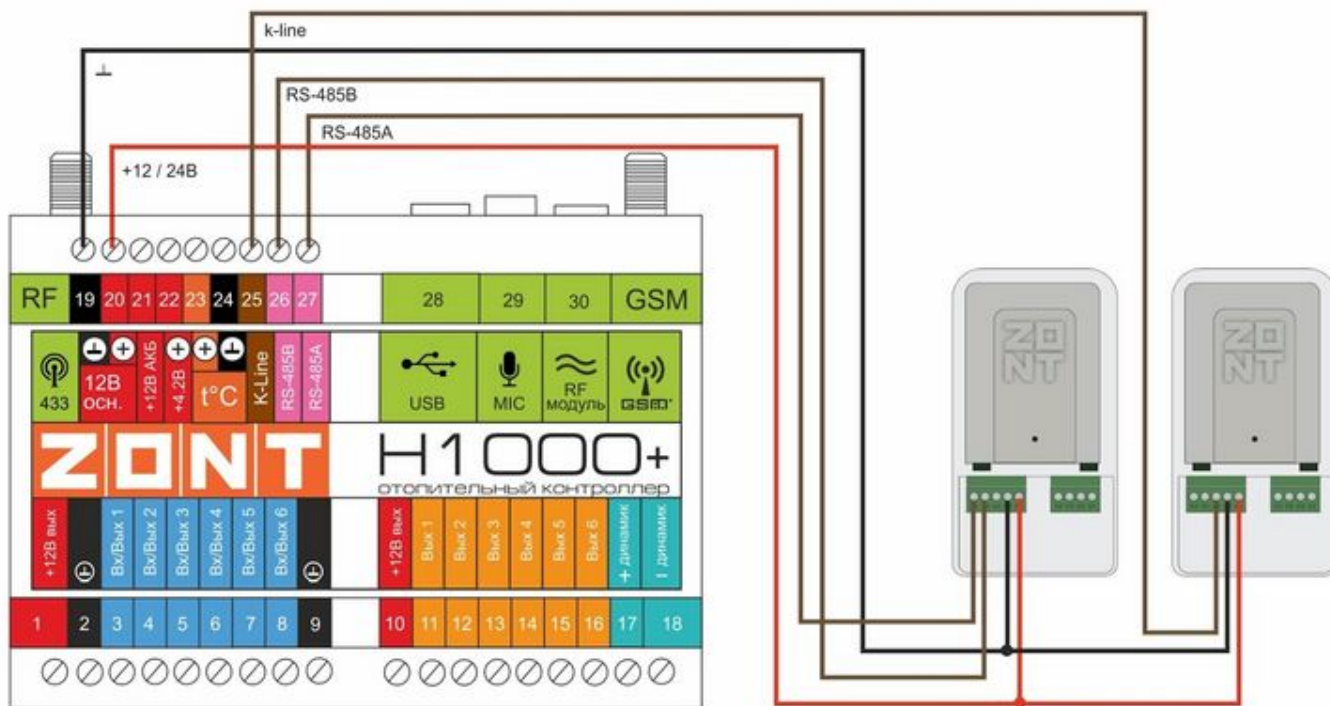 k-line
⊥
RS-485B
RS-485A
+12 / 24В
RF 19 20 21 22 23 24 25 26 27 28 29 30 GSM
433
12В
осн.
+12В АКБ
+4.2В
t°C
K-Line
RS-485B
RS-485A
USB
MIC
RF
модуль
GSM
ZONT
H1000+
отопительный контроллер
+12В вых
Вх/Вых 1
Вх/Вых 2
Вх/Вых 3
Вх/Вых 4
Вх/Вых 5
Вх/Вых 6
+12В вых
Вых 1
Вых 2
Вых 3
Вых 4
Вых 5
Вых 6
+ динамик
- динамик
1 2 3 4 5 6 7 8 9 10 11 12 13 14 15 16 17 18
ZO
NT
ZO
NT